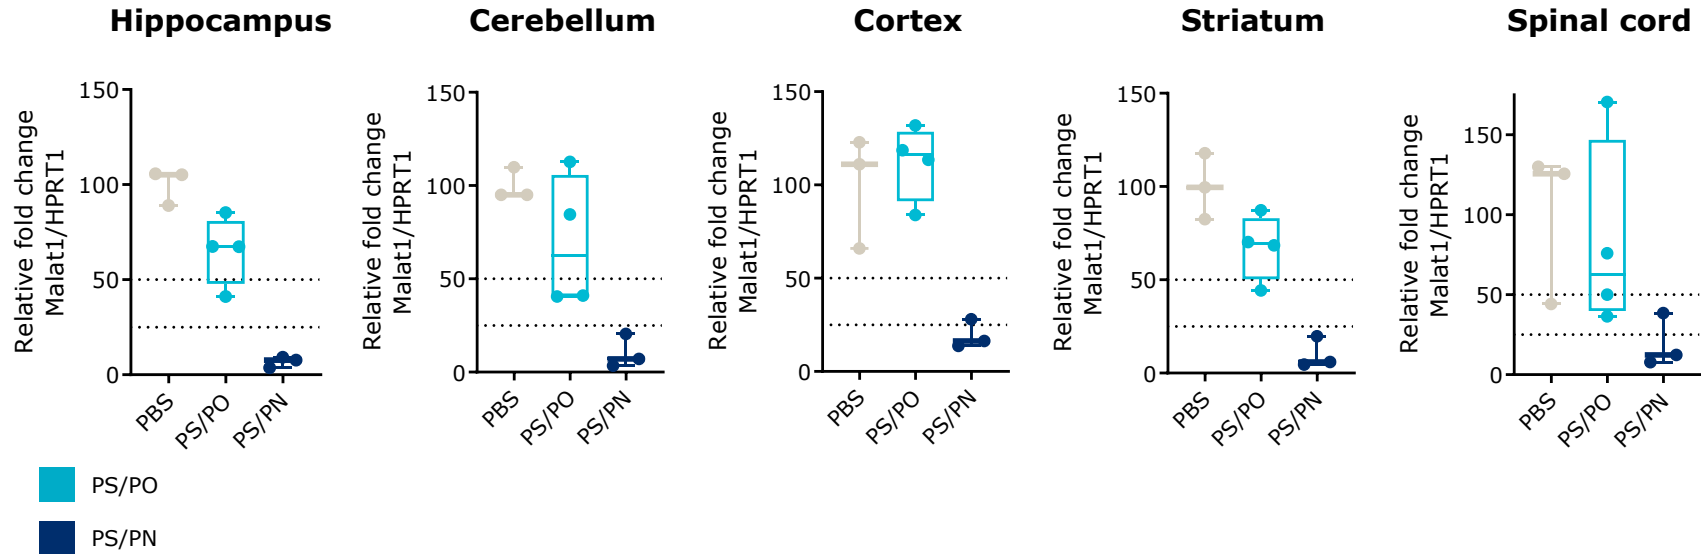 Hippocampus
Relative fold change
Malat1/HPRT1
150
100
50
0
PBS
PS/PO
PS/PN
Cerebellum
Relative fold change
Malat1/HPRT1
150
100
50
0
PBS
PS/PO
PS/PN
Cortex
Relative fold change
Malat1/HPRT1
150
100
50
0
PBS
PS/PO
PS/PN
Striatum
Relative fold change
Malat1/HPRT1
150
100
50
0
PBS
PS/PO
PS/PN
Spinal cord
Relative fold change
Malat1/HPRT1
150
100
50
0
PBS
PS/PO
PS/PN
PS/PO
PS/PN